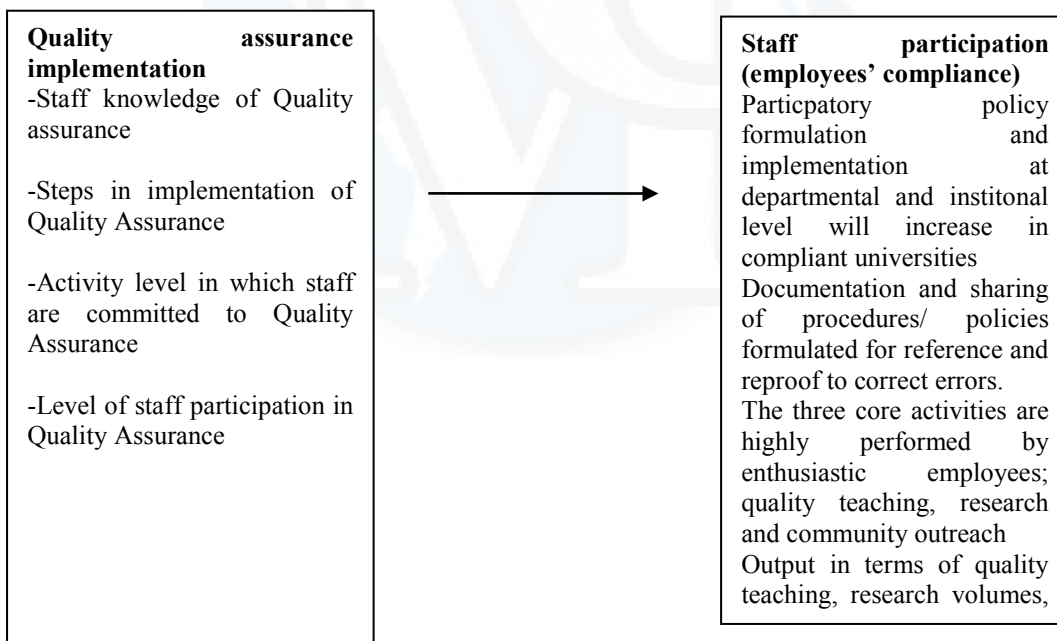 Quality assurance
implementation
-Staff knowledge of Quality
assurance
-Steps in implementation of
Quality Assurance
-Activity level in which staff
are committed to Quality
Assurance
-Level of staff participation in
Quality Assurance
Staff participation
(employees’ compliance)
Particpatory policy
formulation and
implementation at
departmental and institonal
level will increase in
compliant universities
Documentation and sharing
of procedures/ policies
formulated for reference and
reproof to correct errors.
The three core activities are
highly performed by
enthusiastic employees;
quality teaching, research
and community outreach
Output in terms of quality
teaching, research volumes,